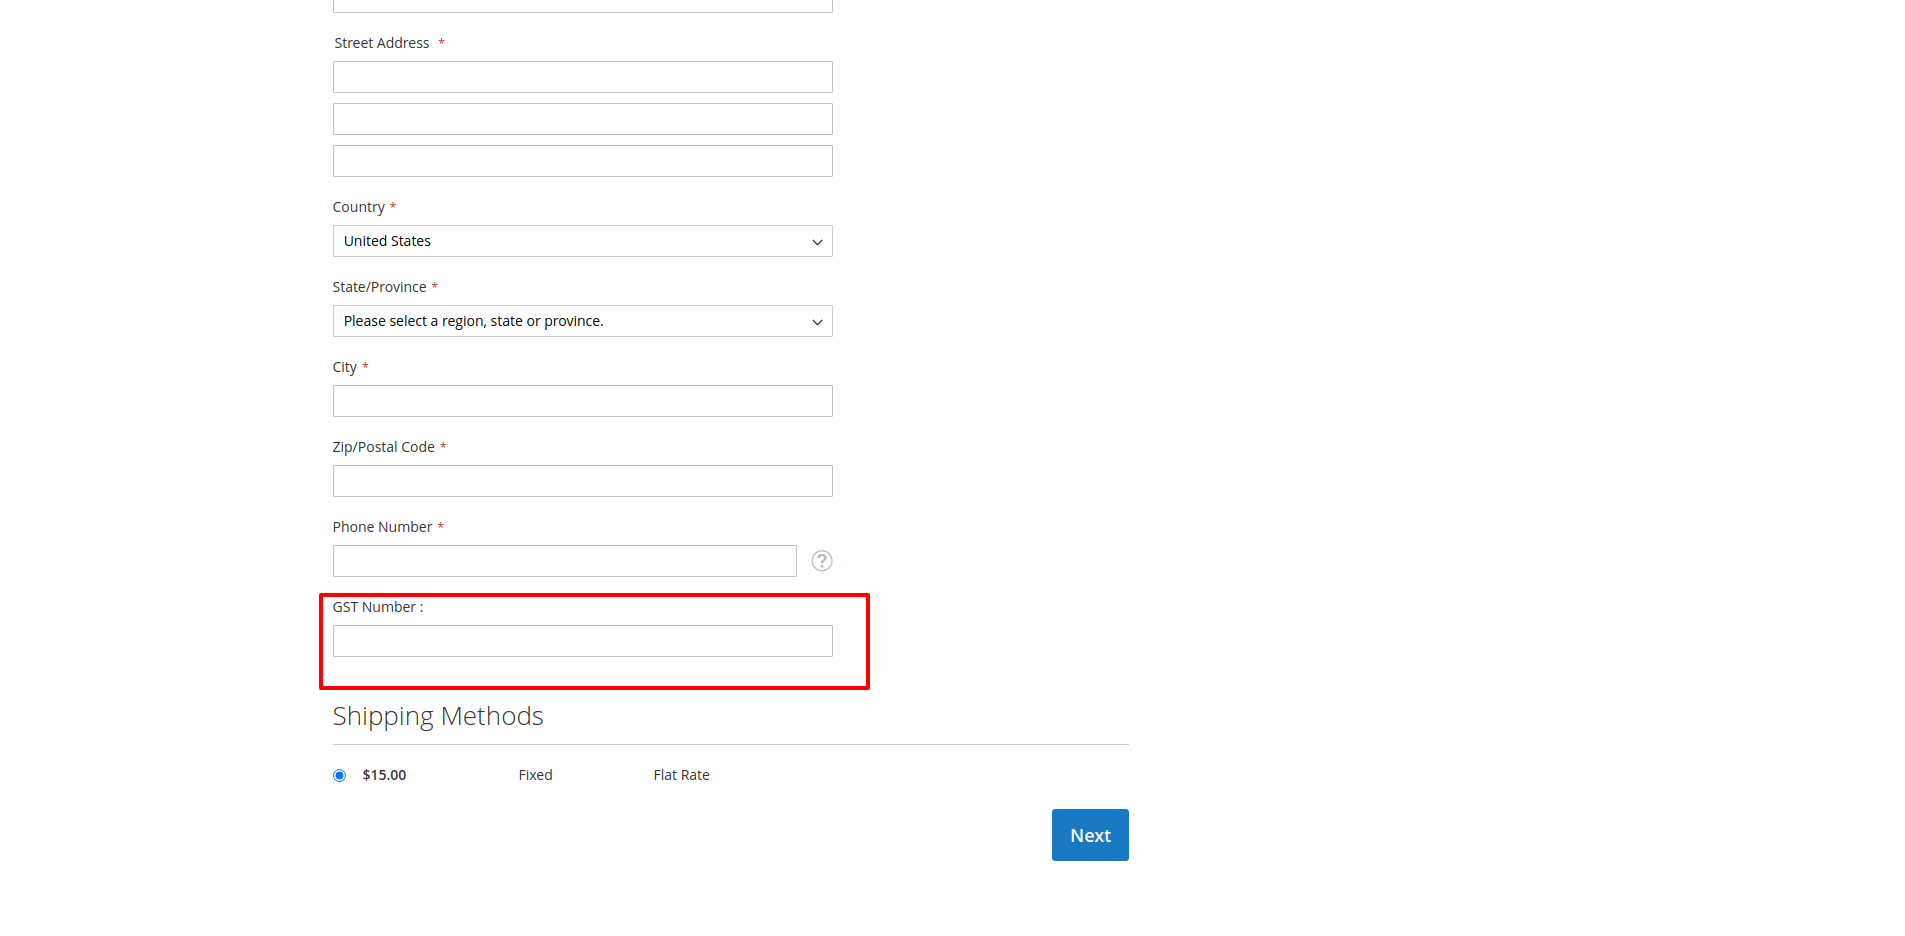 Street Address *
Country *
United States
State/Province *
Please select a region, state or province.
City *
Zip/Postal Code *
Phone Number *
?
GST Number :
Shipping Methods
$15.00 Fixed Flat Rate
Next